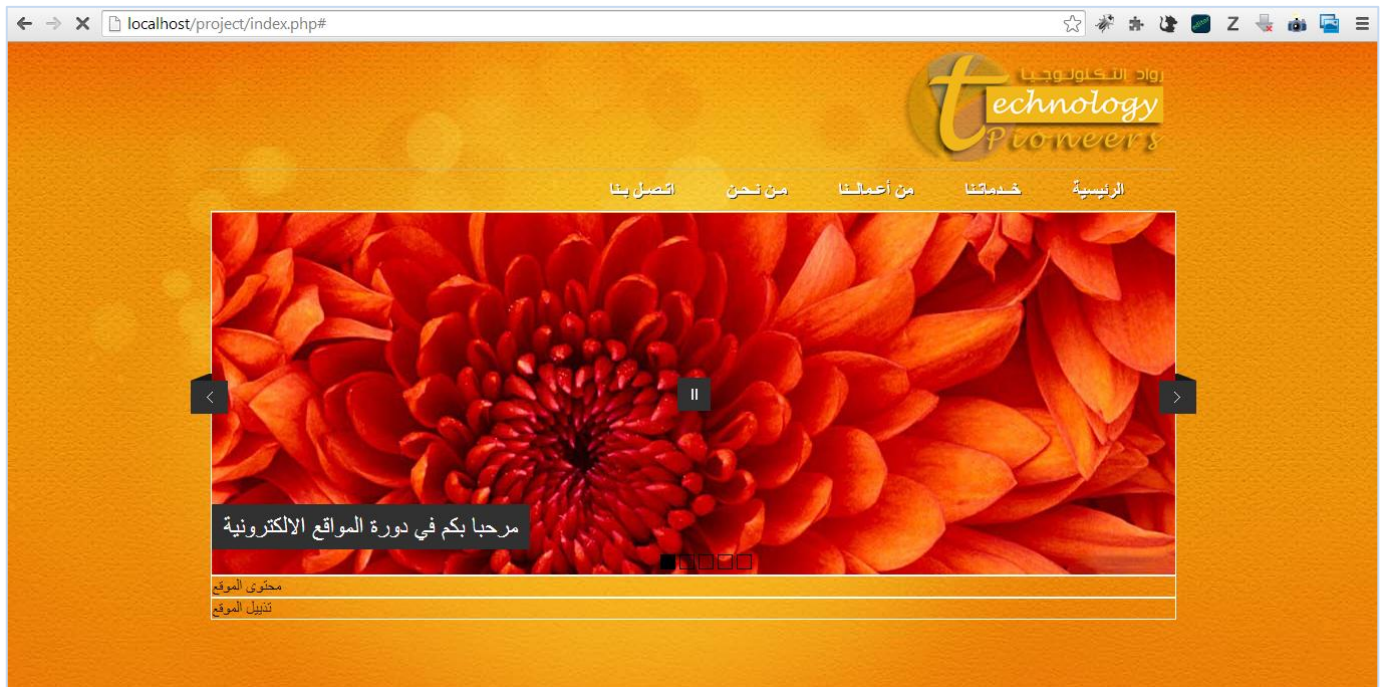 localhost/project/index.php#
رواد التكنولوجيا
technology
Pioneers
الرئيسية خدماتنا من أعمالنا من نحن اتصل بنا
مرحبا بكم في دورة المواقع الالكترونية
محتوى الموقع
تذييل الموقع